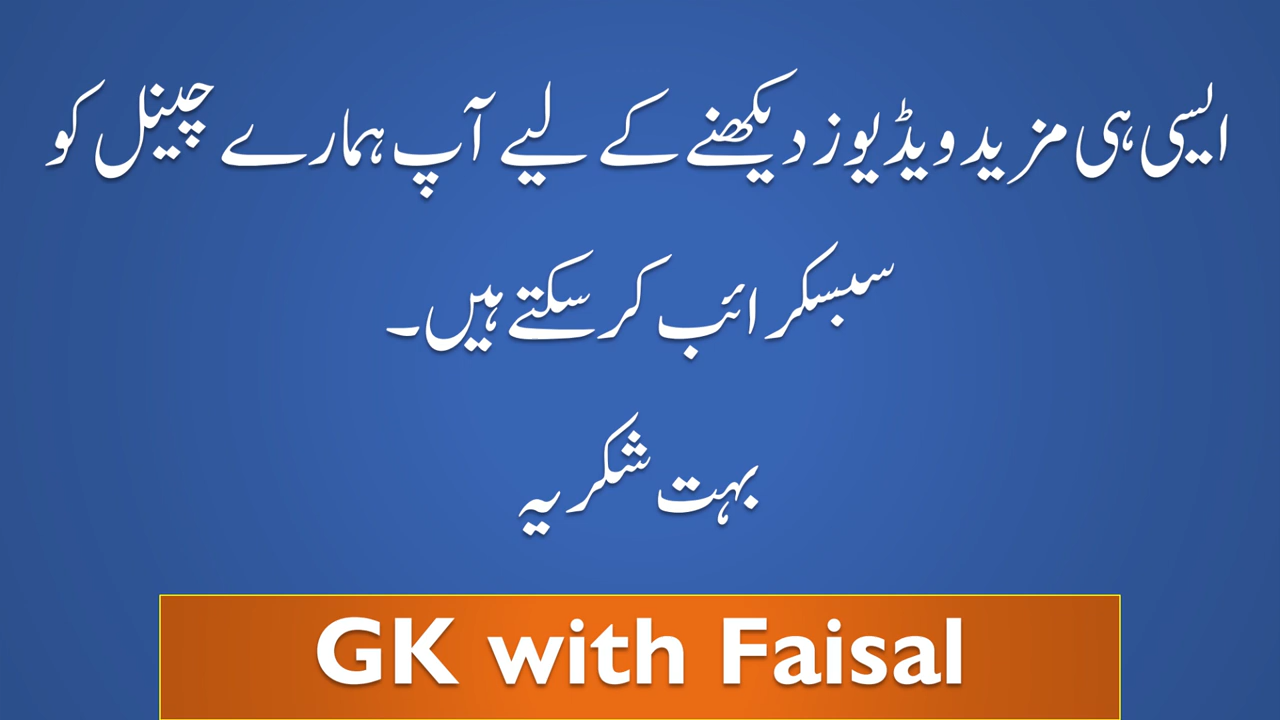 ایسی ہی مزید ویڈیوز دیکھنے کے لیے آپ ہمارے چینل کو
سبسکرائب کر سکتے ہیں۔
بہت شکریہ
GK with Faisal